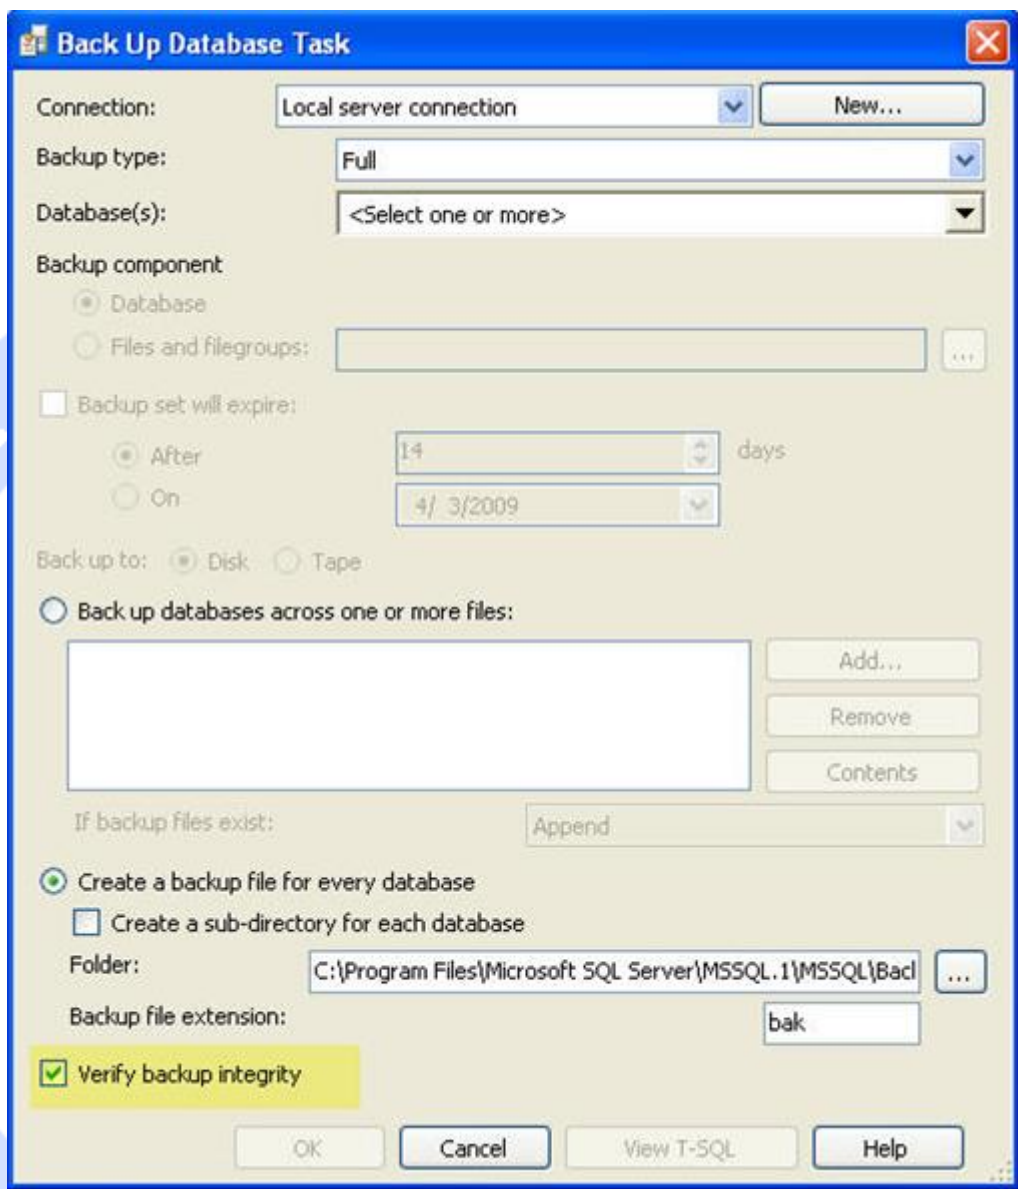 Back Up Database Task
Connection: Local server connection New...
Backup type: Full
Database(s): <Select one or more>
Backup component
Database
Files and filegroups: ...
Backup set will expire:
After 14 days
On 4/ 3/2009
Back up to: Disk Tape
Back up databases across one or more files:
Add...
Remove
Contents
If backup files exist: Append
Create a backup file for every database
Create a sub-directory for each database
Folder: C:\Program Files\Microsoft SQL Server\MSSQL.1\MSSQL\Bacl ...
Backup file extension: bak
Verify backup integrity
OK Cancel View T-SQL Help